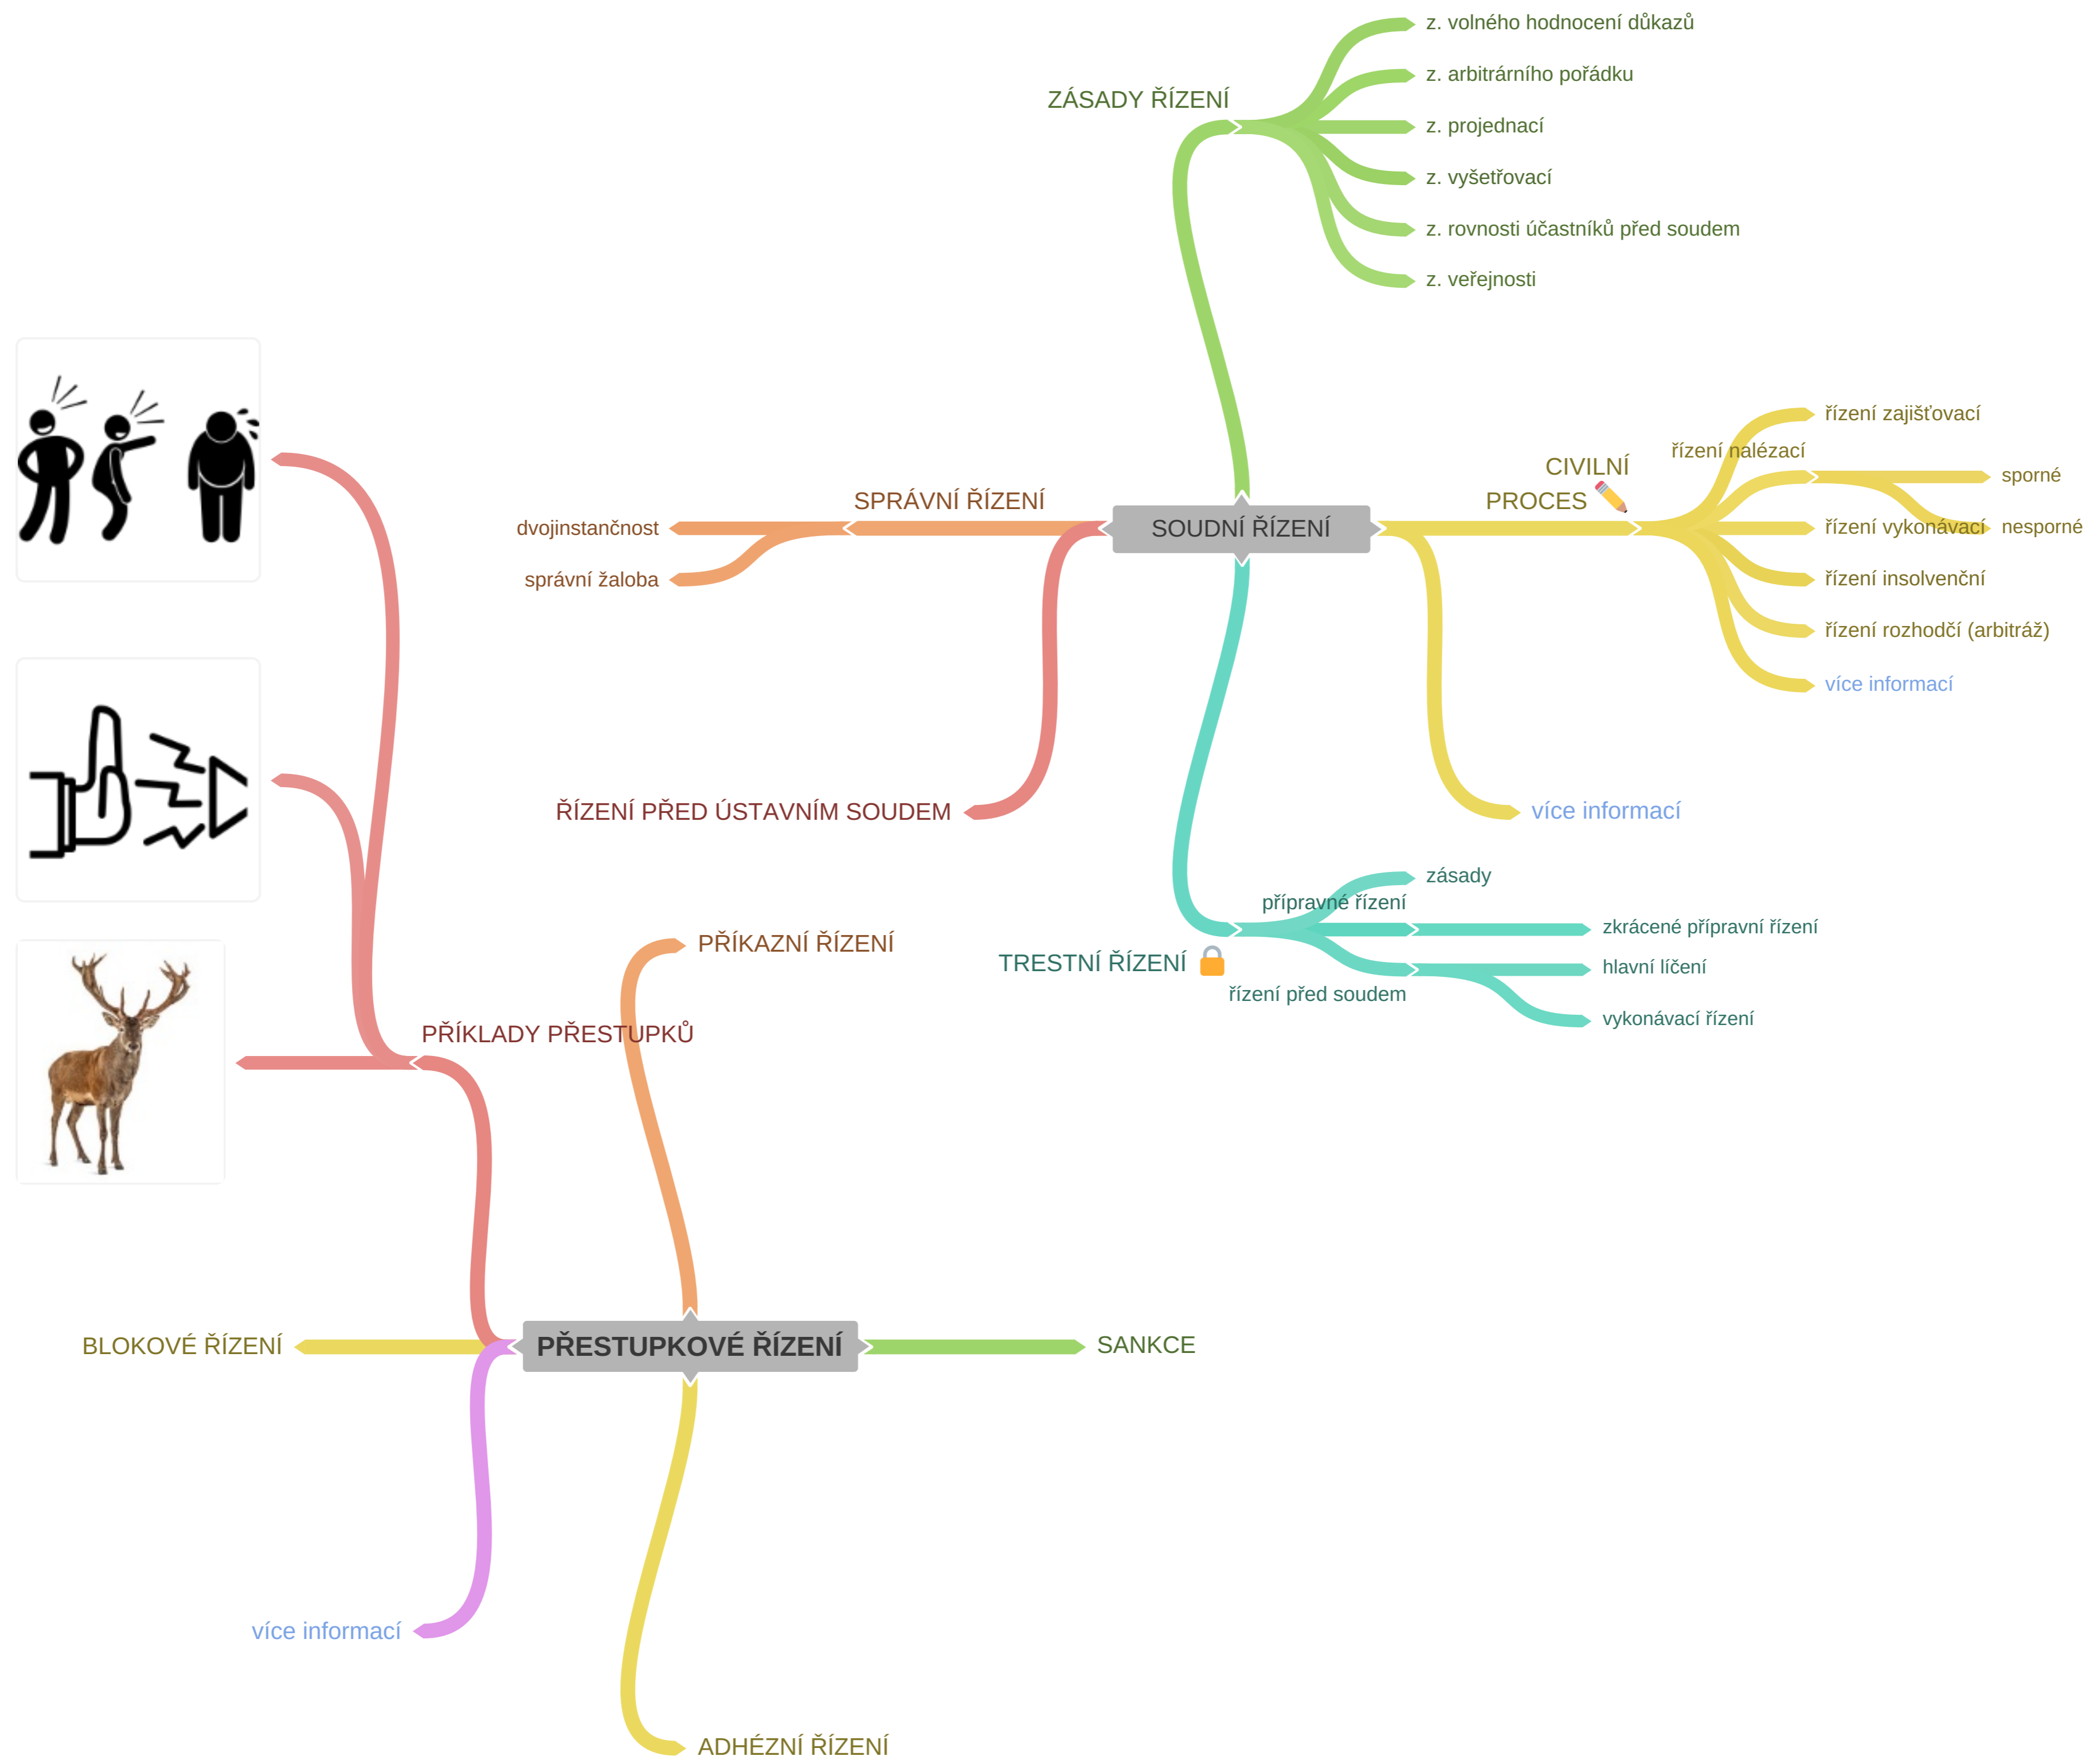 z. volného hodnocení důkazů
z. arbitrárního pořádku
ZÁSADY ŘÍZENÍ
z. projednací
z. vyšetřovací
z. rovnosti účastníků před soudem
z. veřejnosti
řízení zajišťovací
řízení nalézací
CIVILNÍ
PROCES
sporné
SPRÁVNÍ ŘÍZENÍ
dvojinstančnost
SOUDNÍ ŘÍZENÍ
řízení vykonávací
nesporné
správní žaloba
řízení insolvenční
řízení rozhodčí (arbitráž)
více informací
ŘÍZENÍ PŘED ÚSTAVNÍM SOUDEM
více informací
zásady
přípravné řízení
zkrácené přípravní řízení
PŘÍKAZNÍ ŘÍZENÍ
TRESTNÍ ŘÍZENÍ
hlavní líčení
řízení před soudem
vykonávací řízení
PŘÍKLADY PŘESTUPKŮ
BLOKOVÉ ŘÍZENÍ
PŘESTUPKOVÉ ŘÍZENÍ
SANKCE
více informací
ADHÉZNÍ ŘÍZENÍ